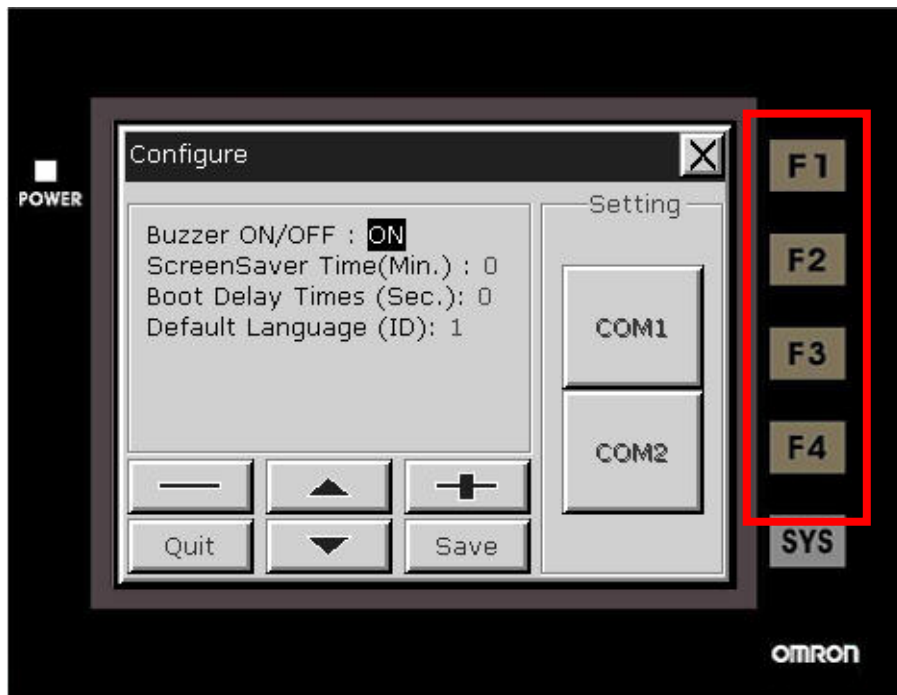 POWER
Configure
Setting
Buzzer ON/OFF : ON
ScreenSaver Time(Min.) : 0
Boot Delay Times (Sec.): 0
Default Language (ID): 1
COM1
COM2
Quit
Save
F1
F2
F3
F4
SYS
OMRON